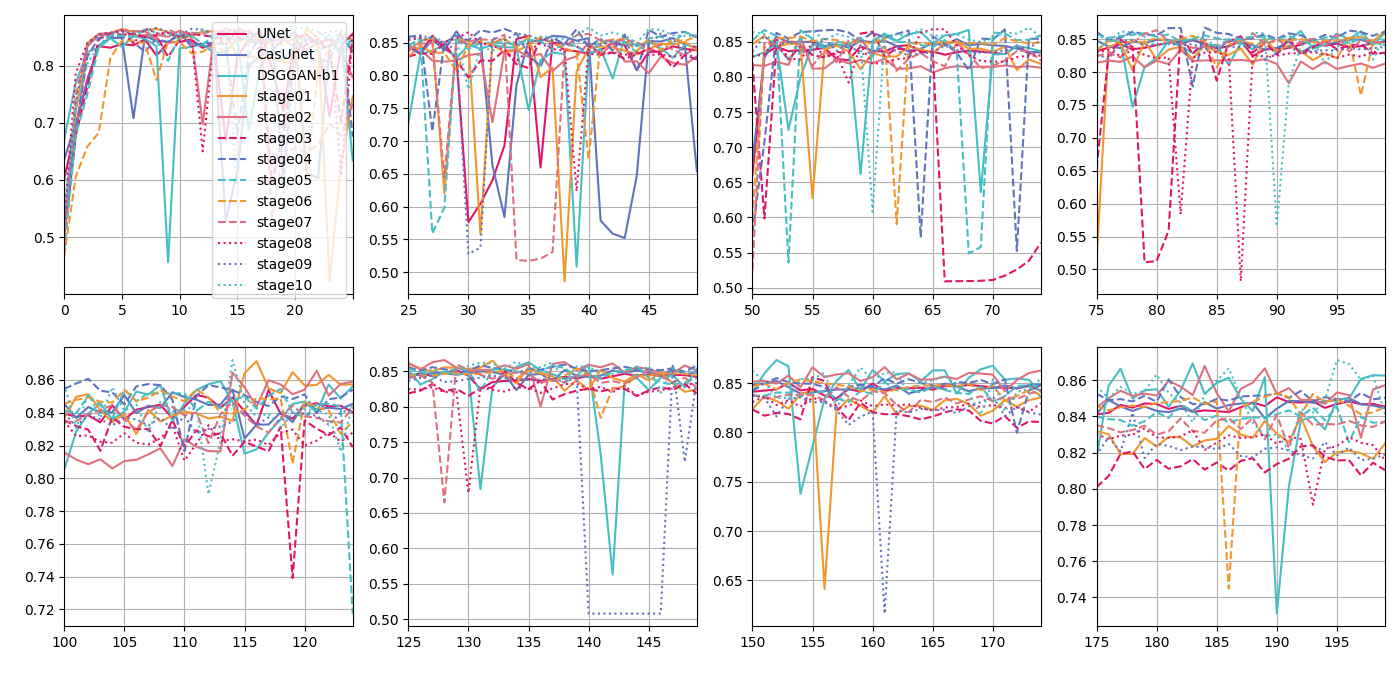 0.8
0.7
0.6
0.5
0 5 10 15 20
UNet
CasUnet
DSGGAN-b1
stage01
stage02
stage03
stage04
stage05
stage06
stage07
stage08
stage09
stage10
0.85
0.80
0.75
0.70
0.65
0.60
0.55
0.50
25 30 35 40 45
0.85
0.80
0.75
0.70
0.65
0.60
0.55
0.50
50 55 60 65 70
0.85
0.80
0.75
0.70
0.65
0.60
0.55
0.50
75 80 85 90 95
0.86
0.84
0.82
0.80
0.78
0.76
0.74
0.72
100 105 110 115 120
0.85
0.80
0.75
0.70
0.65
0.60
0.55
0.50
125 130 135 140 145
0.85
0.80
0.75
0.70
0.65
150 155 160 165 170
0.86
0.84
0.82
0.80
0.78
0.76
0.74
175 180 185 190 195